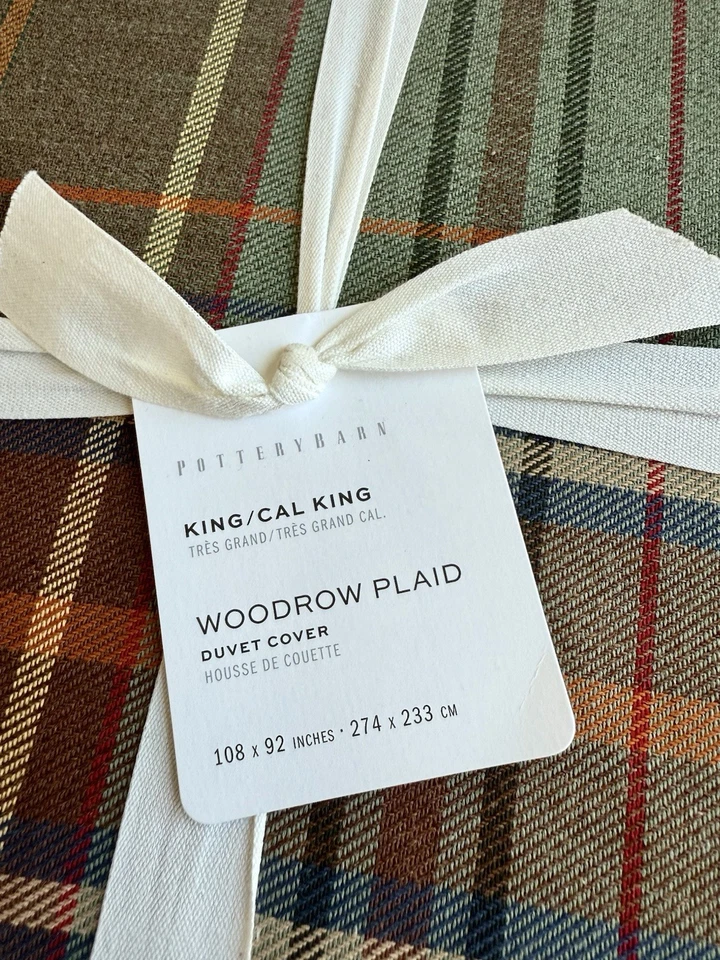 POTTERYBARN
KING/CAL KING
TRÈS GRAND/TRÈS GRAND CAL.
WOODROW PLAID
DUVET COVER
HOUSSE DE COUETTE
108 x 92 INCHES · 274 x 233 CM